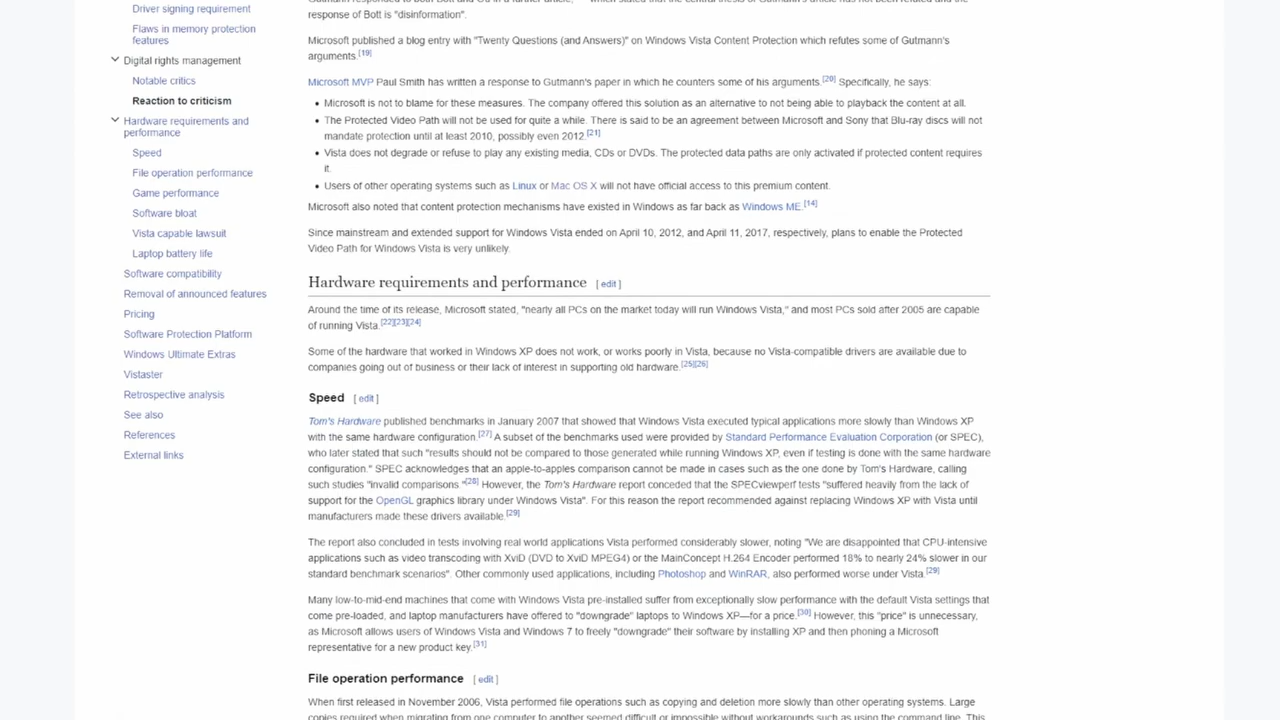 Driver signing requirement
Flaws in memory protection
features
Digital rights management
Notable critics
Reaction to criticism
Hardware requirements and
performance
Speed
File operation performance
Game performance
Software bloat
Vista capable lawsuit
Laptop battery life
Software compatibility
Removal of announced features
Pricing
Software Protection Platform
Windows Ultimate Extras
Vistaster
Retrospective analysis
See also
References
External links
response of Bott is "disinformation".
Microsoft published a blog entry with "Twenty Questions (and Answers)" on Windows Vista Content Protection which refutes some of Gutmann's
arguments.[19]
Microsoft MVP Paul Smith has written a response to Gutmann's paper in which he counters some of his arguments.[20] Specifically, he says:
• Microsoft is not to blame for these measures. The company offered this solution as an alternative to not being able to playback the content at all.
• The Protected Video Path will not be used for quite a while. There is said to be an agreement between Microsoft and Sony that Blu-ray discs will not
mandate protection until at least 2010, possibly even 2012.[21]
• Vista does not degrade or refuse to play any existing media, CDs or DVDs. The protected data paths are only activated if protected content requires
it.
• Users of other operating systems such as Linux or Mac OS X will not have official access to this premium content.
Microsoft also noted that content protection mechanisms have existed in Windows as far back as Windows ME.[14]
Since mainstream and extended support for Windows Vista ended on April 10, 2012, and April 11, 2017, respectively, plans to enable the Protected
Video Path for Windows Vista is very unlikely.
Hardware requirements and performance [ edit ]
Around the time of its release, Microsoft stated, "nearly all PCs on the market today will run Windows Vista," and most PCs sold after 2005 are capable
of running Vista.[22][23][24]
Some of the hardware that worked in Windows XP does not work, or works poorly in Vista, because no Vista-compatible drivers are available due to
companies going out of business or their lack of interest in supporting old hardware.[25][26]
Speed [ edit ]
Tom's Hardware published benchmarks in January 2007 that showed that Windows Vista executed typical applications more slowly than Windows XP
with the same hardware configuration.[27] A subset of the benchmarks used were provided by Standard Performance Evaluation Corporation (or SPEC),
who later stated that such "results should not be compared to those generated while running Windows XP, even if testing is done with the same hardware
configuration." SPEC acknowledges that an apple-to-apples comparison cannot be made in cases such as the one done by Tom's Hardware, calling
such studies "invalid comparisons."[28] However, the Tom's Hardware report conceded that the SPECviewperf tests "suffered heavily from the lack of
support for the OpenGL graphics library under Windows Vista". For this reason the report recommended against replacing Windows XP with Vista until
manufacturers made these drivers available.[29]
The report also concluded in tests involving real world applications Vista performed considerably slower, noting "We are disappointed that CPU-intensive
applications such as video transcoding with XviD (DVD to XviD MPEG4) or the MainConcept H.264 Encoder performed 18% to nearly 24% slower in our
standard benchmark scenarios". Other commonly used applications, including Photoshop and WinRAR, also performed worse under Vista.[29]
Many low-to-mid-end machines that come with Windows Vista pre-installed suffer from exceptionally slow performance with the default Vista settings that
come pre-loaded, and laptop manufacturers have offered to "downgrade" laptops to Windows XP—for a price.[30] However, this "price" is unnecessary,
as Microsoft allows users of Windows Vista and Windows 7 to freely "downgrade" their software by installing XP and then phoning a Microsoft
representative for a new product key.[31]
File operation performance [ edit ]
When first released in November 2006, Vista performed file operations such as copying and deletion more slowly than other operating systems. Large
copies required when migrating from one computer to another seemed difficult or impossible without workarounds such as using the command line. This